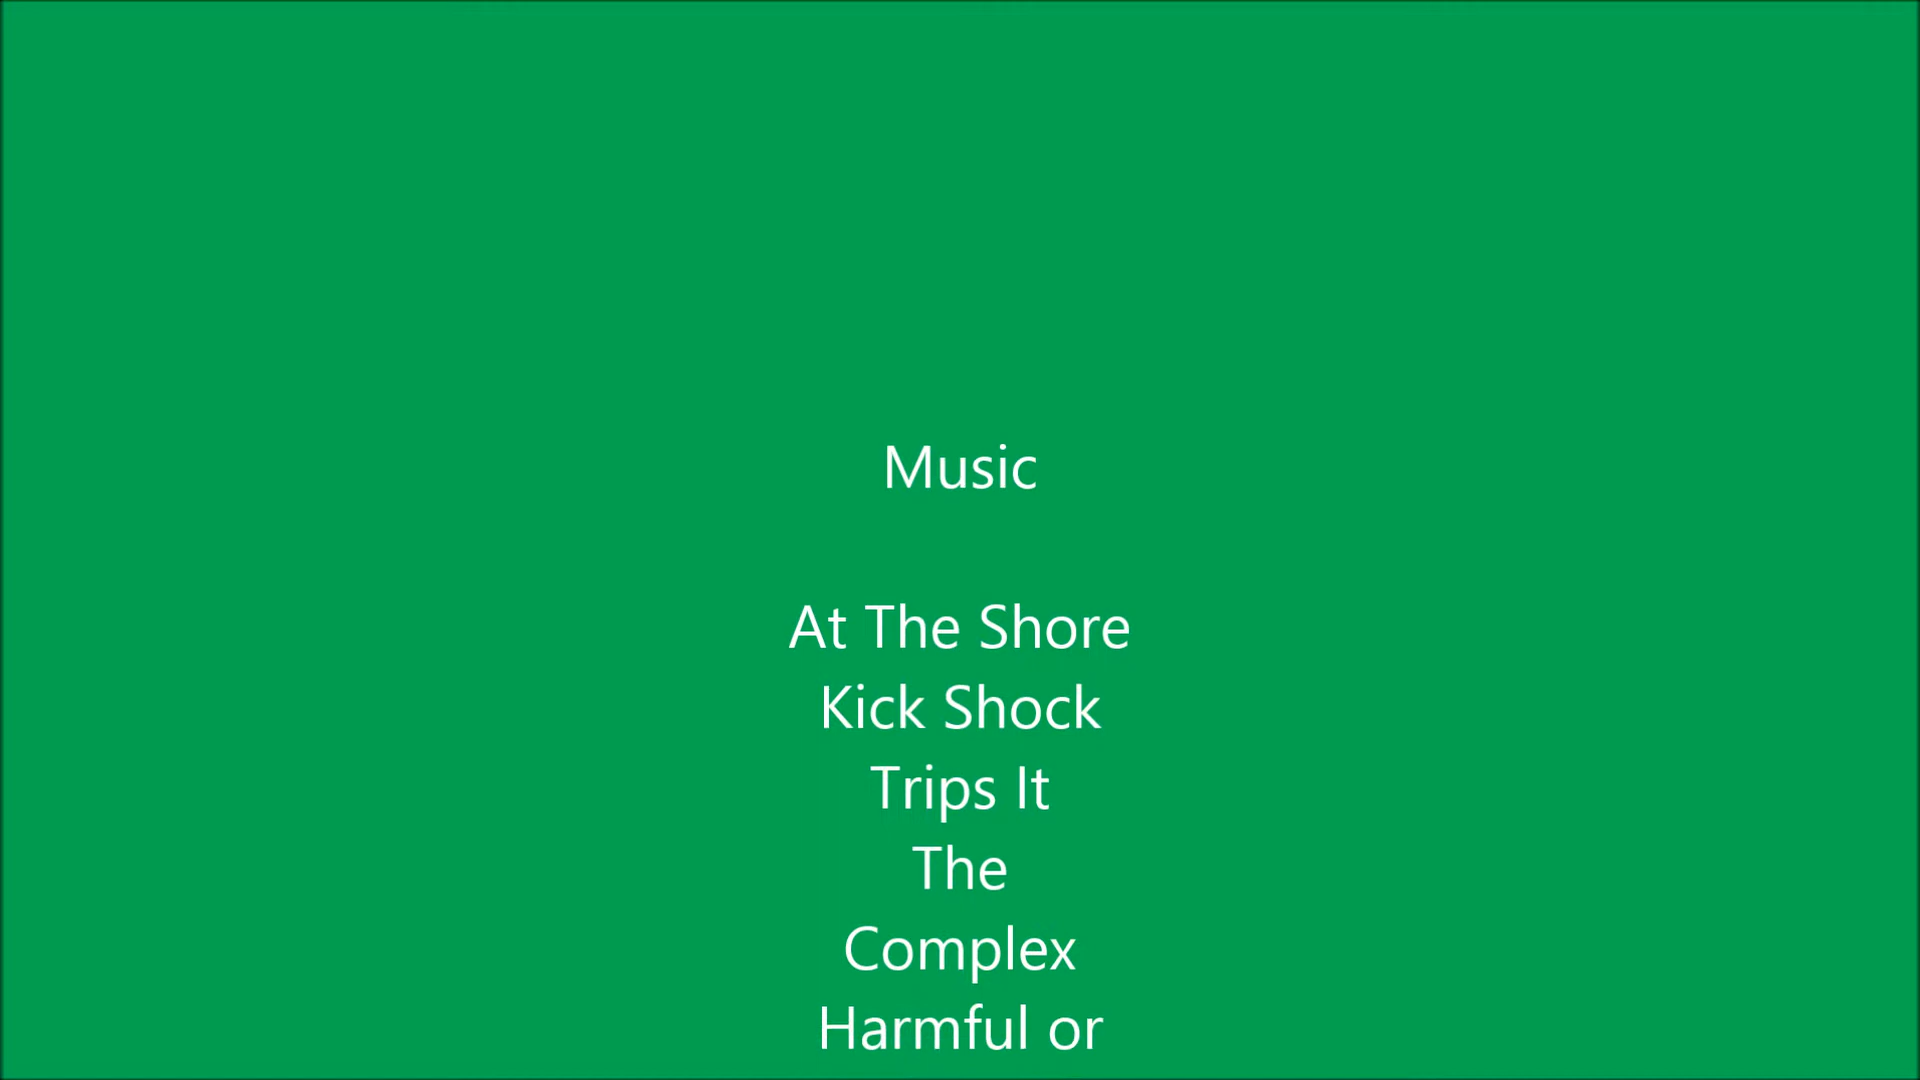 Music
At The Shore
Kick Shock
Trips It
The
Complex
Harmful or